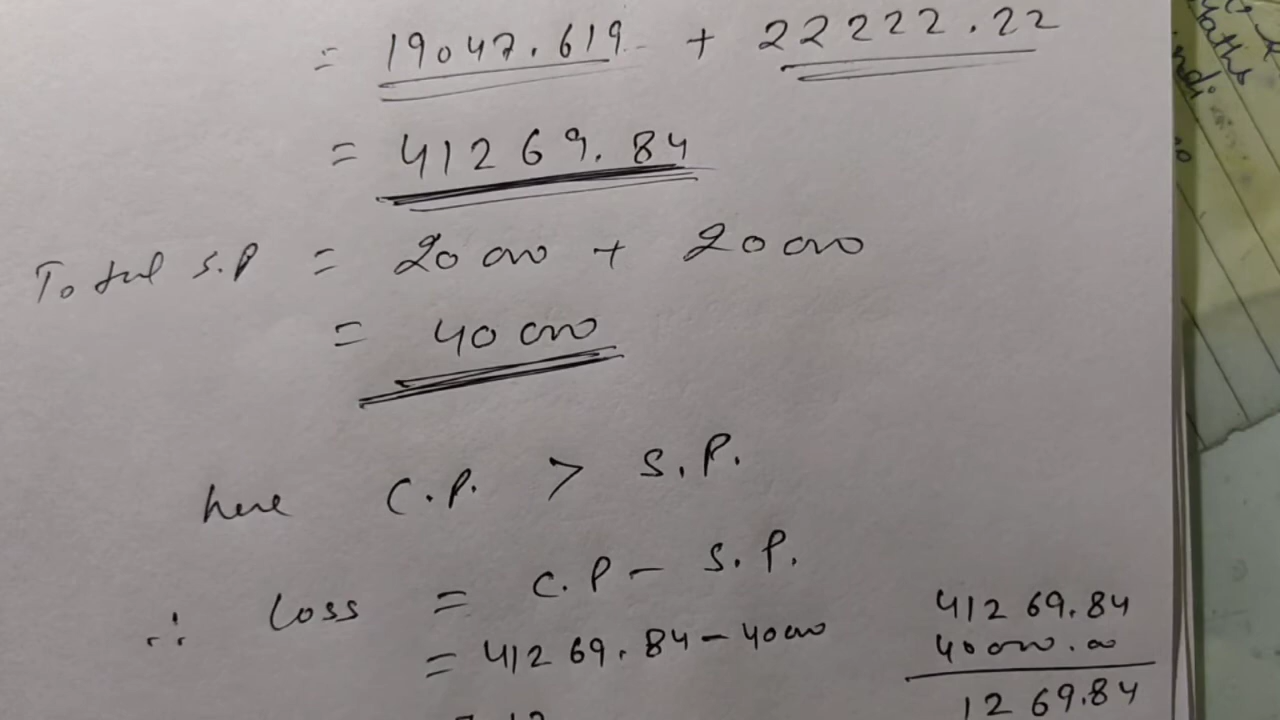 = 19047.619 + 22222.22
= 41269.84
Total S.P = 20000 + 20000
= 40000
here C.P. > S.P.
∴ Loss = C.P - S.P.
= 41269.84 - 40000
41269.84
40000.00
1269.84